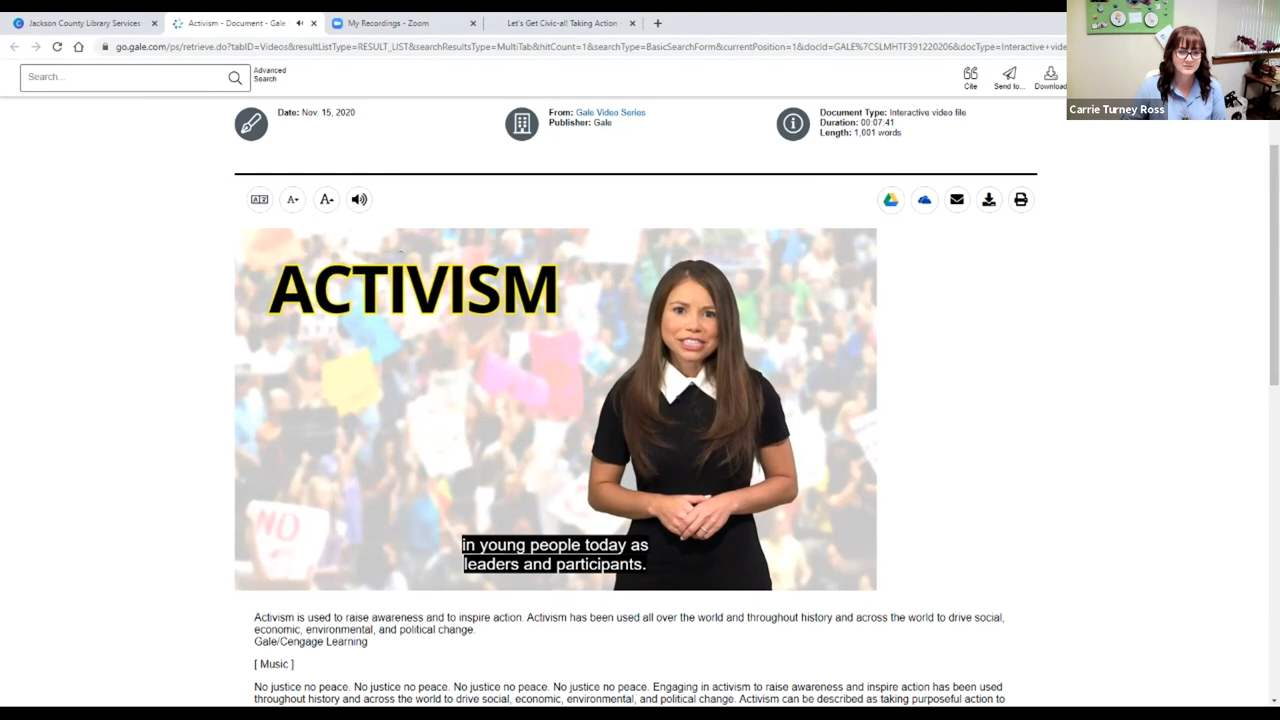 Jackson County Library Services
Activism - Document - Gale
My Recordings - Zoom
Let's Get Civic-all! Taking Action -
go.gale.com/ps/retrieve.do?tabID=Videos&resultListType=RESULT_LIST&searchResultsType=MultiTab&hitCount=1&searchType=BasicSearchForm&currentPosition=1&docId=GALE%7CSLMHTF391220206&docType=Interactive+vide
Search...
Advanced
Search
Cite
Send to...
Download
Carrie Turney Ross
Date: Nov. 15, 2020
From: Gale Video Series
Publisher: Gale
Document Type: Interactive video file
Duration: 00:07:41
Length: 1,001 words
A-
A+
ACTIVISM
NO
in young people today as
leaders and participants.
Activism is used to raise awareness and to inspire action. Activism has been used all over the world and throughout history and across the world to drive social,
economic, environmental, and political change.
Gale/Cengage Learning
[ Music ]
No justice no peace. No justice no peace. No justice no peace. No justice no peace. Engaging in activism to raise awareness and inspire action has been used
throughout history and across the world to drive social, economic, environmental, and political change. Activism can be described as taking purposeful action to